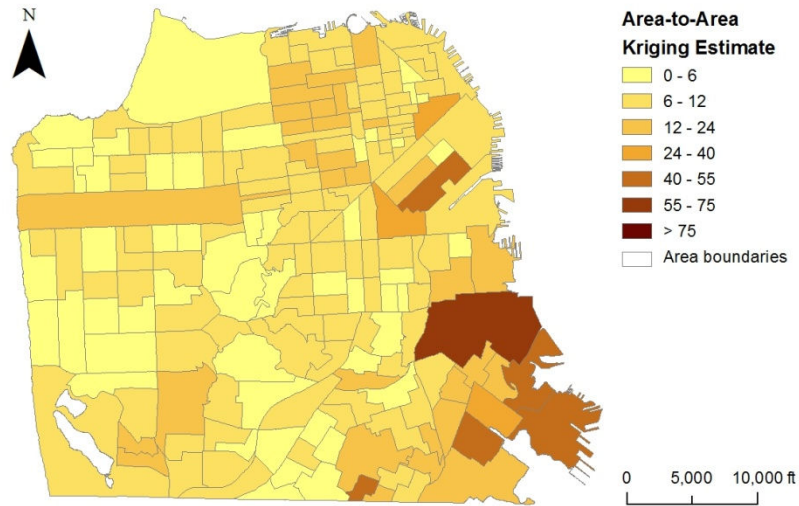 N
Area-to-Area
Kriging Estimate
0 - 6
6 - 12
12 - 24
24 - 40
40 - 55
55 - 75
> 75
Area boundaries
0 5,000 10,000 ft